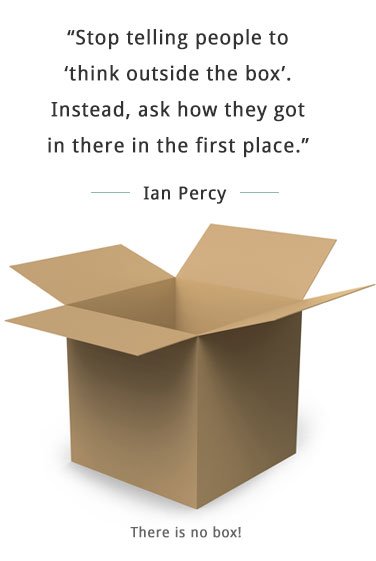 “Stop telling people to
‘think outside the box’.
Instead, ask how they got
in there in the first place.”
Ian Percy
There is no box!